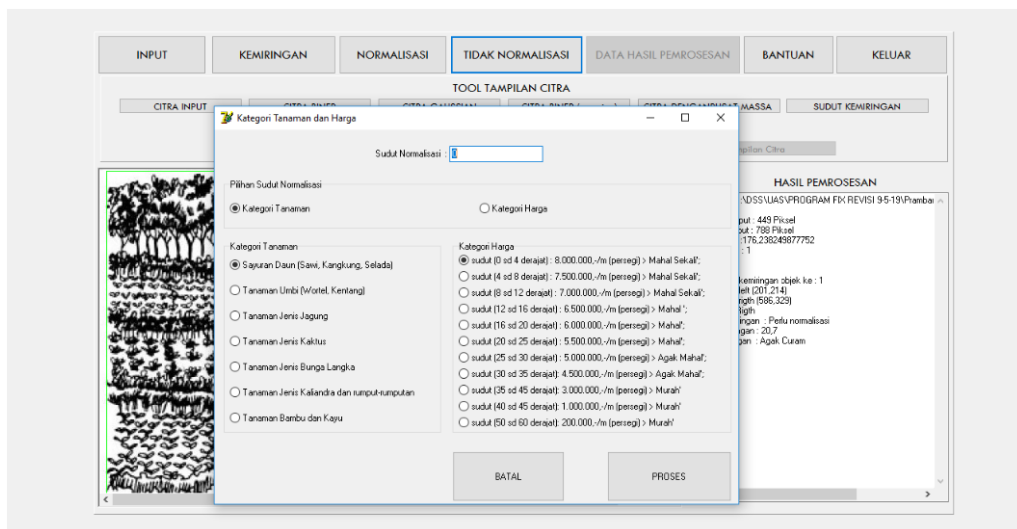 INPUT
KEMIRINGAN
NORMALISASI
TIDAK NORMALISASI
DATA HASIL PEMROSESAN
BANTUAN
KELUAR
TOOL TAMPILAN CITRA
CITRA INPUT
SUDUT KEMIRINGAN
MASSA
Kategori Tanaman dan Harga
Sudut Normalisasi : 0
Pilihan Sudut Normalisasi
Kategori Tanaman
Kategori Harga
Kategori Tanaman
Sayuran Daun (Sawi, Kangkung, Selada)
Tanaman Umbi (Wortel, Kentang)
Tanaman Jenis Jagung
Tanaman Jenis Kaktus
Tanaman Jenis Bunga Langka
Tanaman Jenis Kaliandra dan rumput-rumputan
Tanaman Bambu dan Kayu
Kategori Harga
sudut (0 sd 4 derajat) : 8.000.000,-/m (persegi) > Mahal Sekali';
sudut (4 sd 8 derajat) : 7.500.000,-/m (persegi) > Mahal Sekali';
sudut (8 sd 12 derajat) : 7.000.000,-/m (persegi) > Mahal Sekali';
sudut (12 sd 16 derajat) : 6.500.000,-/m (persegi) > Mahal ';
sudut (16 sd 20 derajat) : 6.000.000,-/m (persegi) > Mahal';
sudut (20 sd 25 derajat) : 5.500.000,-/m (persegi) > Mahal';
sudut (25 sd 30 derajat) : 5.000.000,-/m (persegi) > Agak Mahal';
sudut (30 sd 35 derajat): 4.500.000,-/m (persegi) > Agak Mahal';
sudut (35 sd 45 derajat): 3.000.000,-/m (persegi) > Murah'
sudut (40 sd 45 derajat): 1.000.000,-/m (persegi) > Murah'
sudut (50 sd 60 derajat): 200.000,-/m (persegi) > Murah'
BATAL
PROSES
mpilan Citra
HASIL PEMROSESAN
:\DSS\UAS\PROGRAM FIX REVISI 9-5-19\Pramba
put : 449 Piksel
out : 788 Piksel
:176,238249877752
: 1
kemiringan objek ke : 1
left (201,214)
rigth (586,329)
ligth
ingan : Perlu normalisasi
ngan : 20,7
gan : Agak Curam